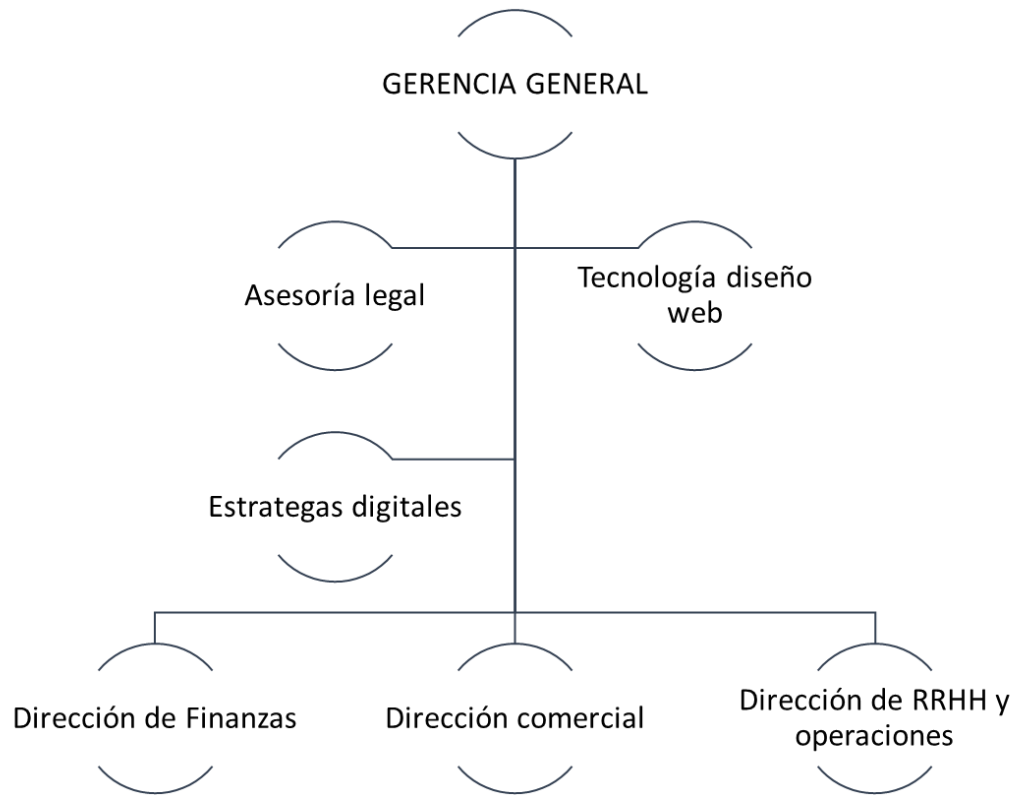 GERENCIA GENERAL
Asesoría legal
Tecnología diseño
web
Estrategas digitales
Dirección de Finanzas
Dirección comercial
Dirección de RRHH y
operaciones